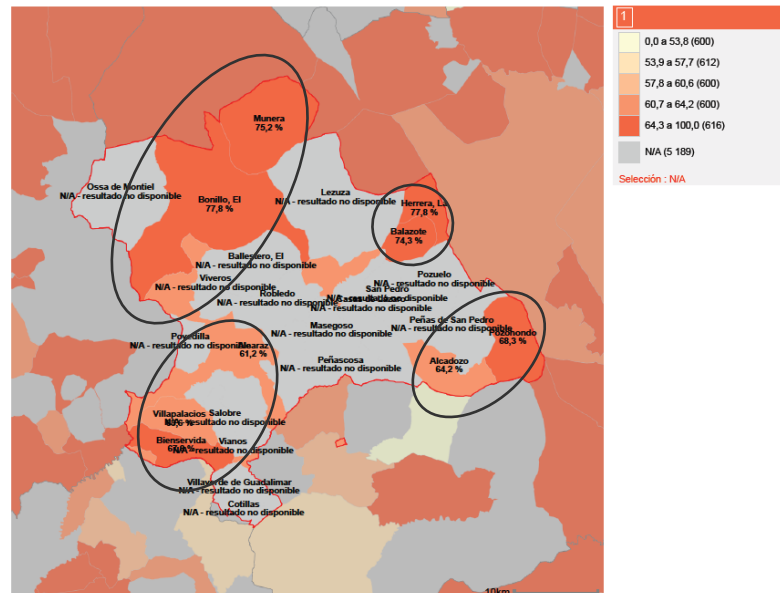 Munera
75,2 %
Ossa de Montiel
N/A - resultado no disponible
Bonillo, El
77,8 %
Lezuza
N/A - resultado no disponible
Herrera, La
77,8 %
Balazote
74,3 %
Ballestero, El
N/A - resultado no disponible
Viveros
N/A - resultado no disponible
Robledo
N/A - resultado no disponible
Pozuelo
N/A - resultado no disponible
San Pedro
N/A - resultado no disponible
Masegoso
N/A - resultado no disponible
Peñas de San Pedro
N/A - resultado no disponible
Pozohondo
68,3 %
Povedilla
N/A - resultado no disponible
Alcaraz
61,2 %
Peñascosa
N/A - resultado no disponible
Alcadozo
64,2 %
Villapalacios
Salobre
N/A - resultado no disponible
Bienservida
Vianos
N/A - resultado no disponible
Villaverde de Guadalimar
N/A - resultado no disponible
Cotillas
N/A - resultado no disponible
10km
1
0,0 a 53,8 (600)
53,9 a 57,7 (612)
57,8 a 60,6 (600)
60,7 a 64,2 (600)
64,3 a 100,0 (616)
N/A (5 189)
Selección : N/A